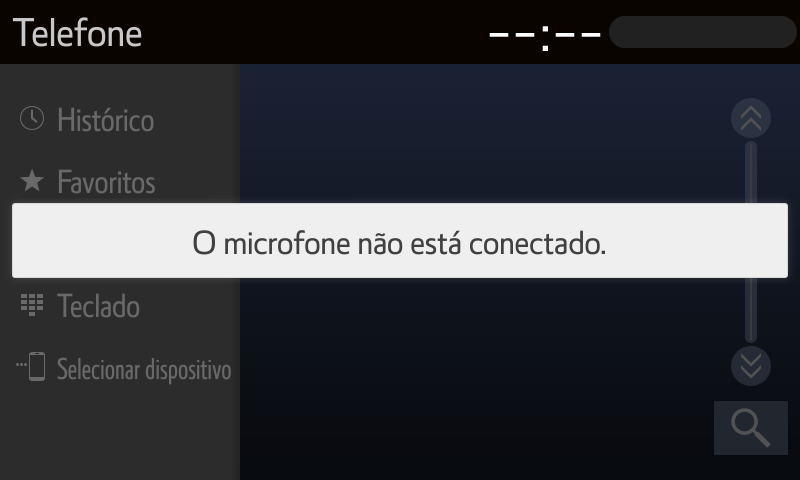 Telefone
--:--
Histórico
Favoritos
O microfone não está conectado.
Teclado
Selecionar dispositivo